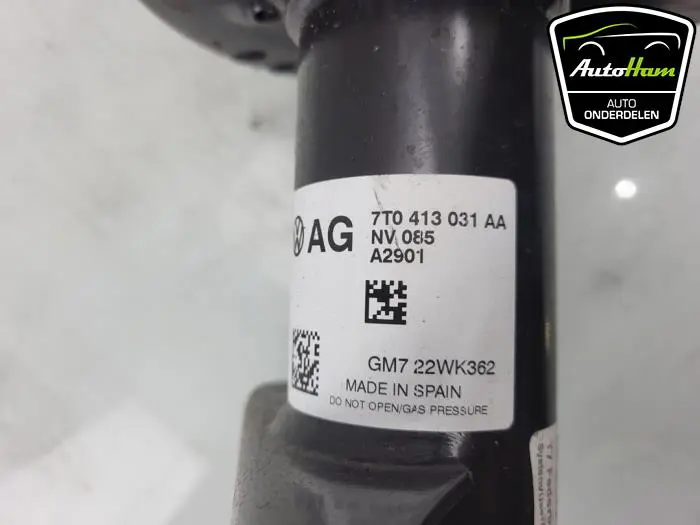 AUTOHAM
AUTO
ONDERDELEN
AG
7T0 413 031 AA
NV 085
A2901
GM7 22WK362
MADE IN SPAIN
DO NOT OPEN/GAS PRESSURE